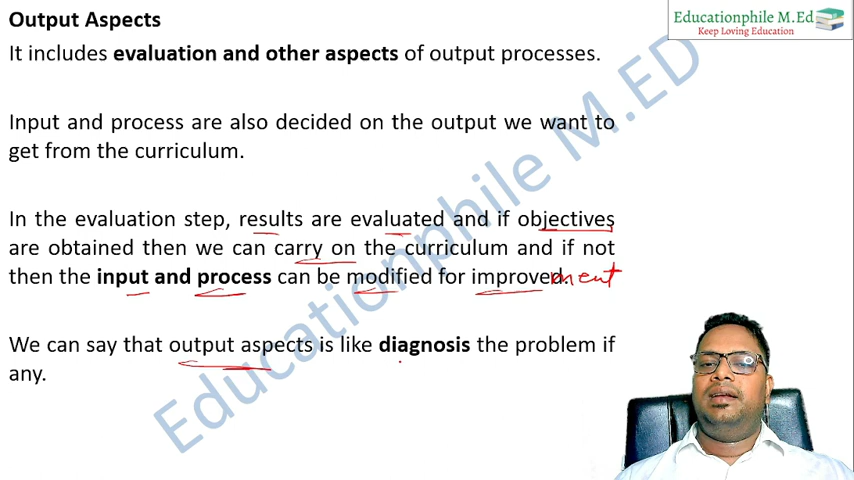 Output Aspects
It includes evaluation and other aspects of output processes.
Input and process are also decided on the output we want to
get from the curriculum.
In the evaluation step, results are evaluated and if objectives
are obtained then we can carry on the curriculum and if not
then the input and process can be modified for improvedment
We can say that output aspects is like diagnosis the problem if
any.
Educationphile M.Ed
Keep Loving Education
Educationphile M.ED